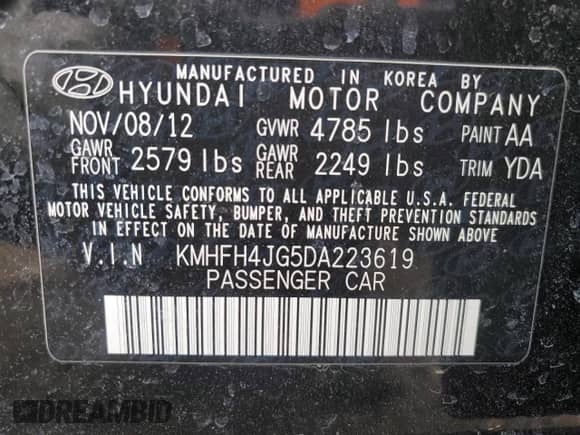 MANUFACTURED IN KOREA BY
HYUNDAI MOTOR COMPANY
NOV/08/12 GVWR 4785 lbs PAINT AA
GAWR FRONT 2579 lbs GAWR REAR 2249 lbs TRIM YDA
THIS VEHICLE CONFORMS TO ALL APPLICABLE U.S.A. FEDERAL
MOTOR VEHICLE SAFETY, BUMPER, AND THEFT PREVENTION STANDARDS
IN EFFECT ON THE DATE OF MANUFACTURE SHOWN ABOVE
V.I.N KMHFH4JG5DA223619
PASSENGER CAR
DREAMBID